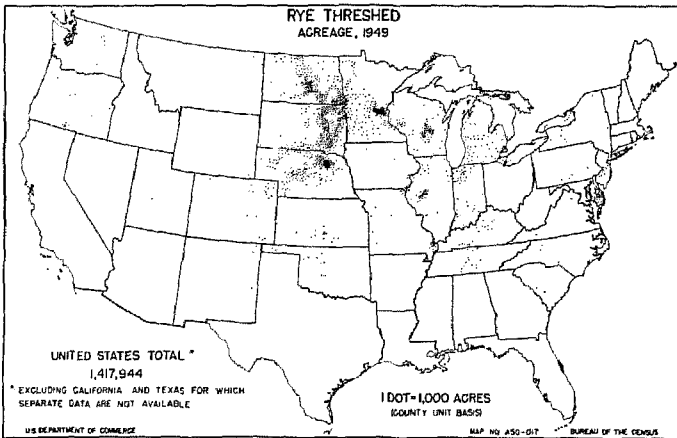 RYE THRESHED
ACREAGE, 1949
UNITED STATES TOTAL *
1,417,944
* EXCLUDING CALIFORNIA AND TEXAS FOR WHICH
SEPARATE DATA ARE NOT AVAILABLE
1 DOT=1,000 ACRES
(COUNTY UNIT BASIS)
US DEPARTMENT OF COMMERCE
MAP NO A50-017
BUREAU OF THE CENSUS